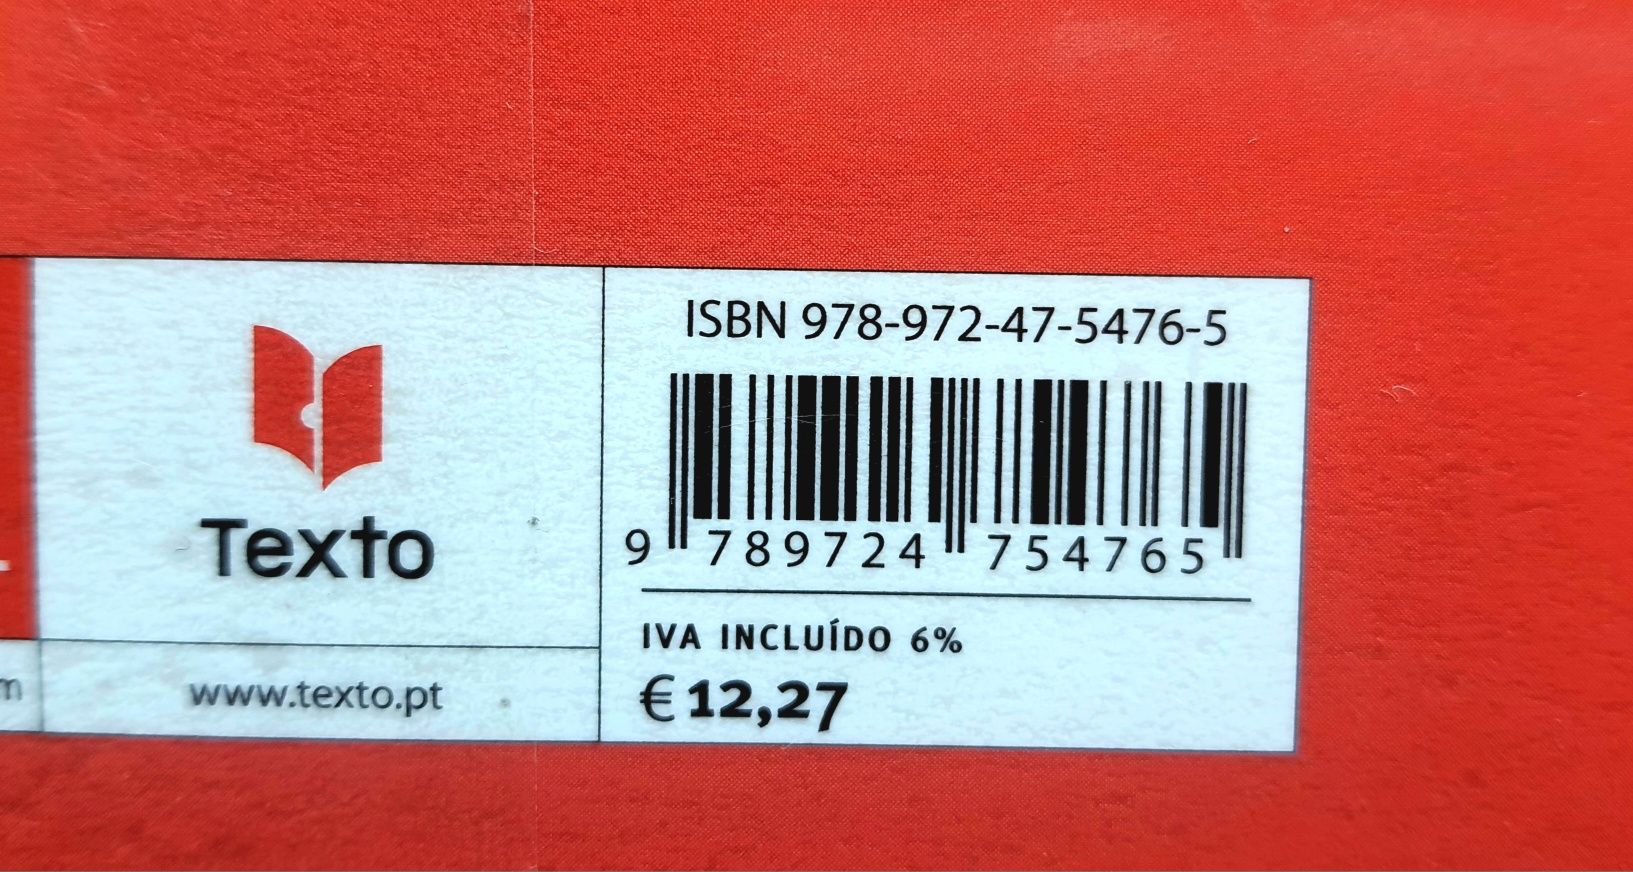 Texto
www.texto.pt
m
ISBN 978-972-47-5476-5
9 789724 754765
IVA INCLUÍDO 6%
€ 12,27